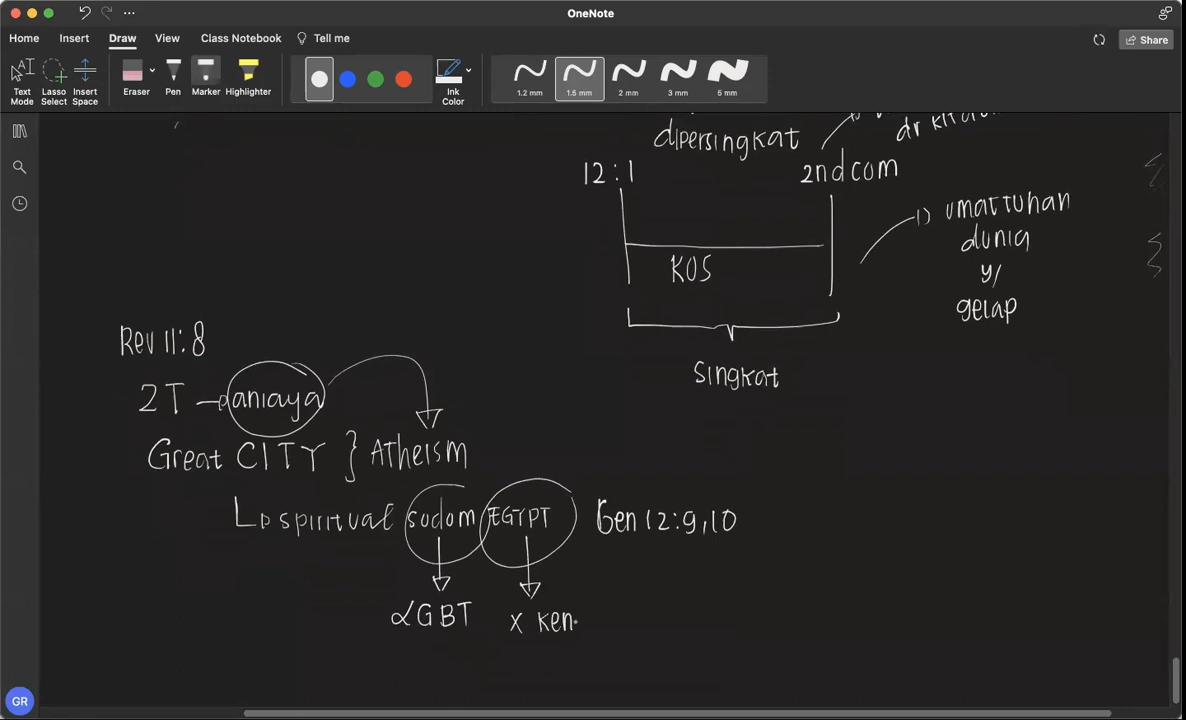 OneNote
Home Insert Draw View Class Notebook Tell me
Share
Text Mode
Lasso Select
Insert Space
Eraser
Pen
Marker
Highlighter
Ink Color
1.2 mm
1.5 mm
2 mm
3 mm
5 mm
dipersingkat
12:1
2nd com
KOS
singkat
1) umat tuhan
dunia
y/
gelap
Rev 11:8
2T aniaya
Great CITY } Atheism
spiritual sodom EGYPT Gen 12:9,10
LGBT x ken
GR